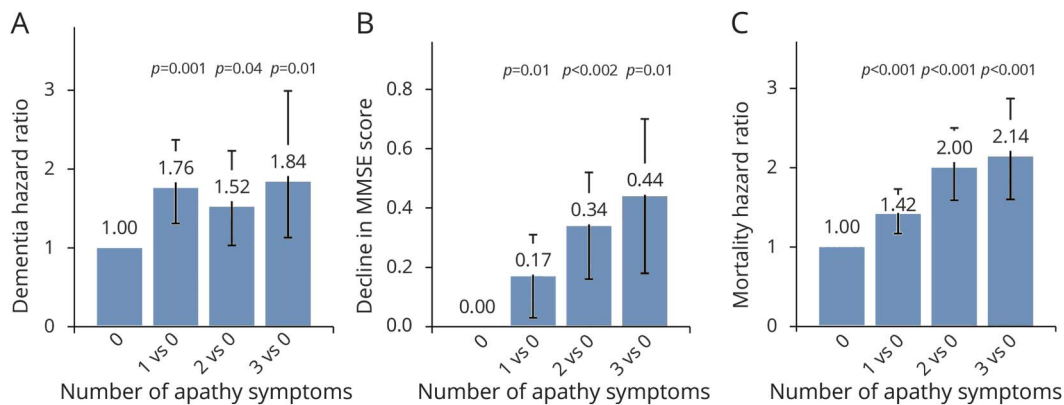 A
p=0.001 p=0.04 p=0.01
Dementia hazard ratio
3
2
1
0
1.00
1.76
1.52
1.84
0
1 vs 0
2 vs 0
3 vs 0
Number of apathy symptoms
B
p=0.01 p<0.002 p=0.01
Decline in MMSE score
0.8
0.6
0.4
0.2
0.0
0.00
0.17
0.34
0.44
0
1 vs 0
2 vs 0
3 vs 0
Number of apathy symptoms
C
p<0.001 p<0.001 p<0.001
Mortality hazard ratio
3
2
1
0
1.00
1.42
2.00
2.14
0
1 vs 0
2 vs 0
3 vs 0
Number of apathy symptoms